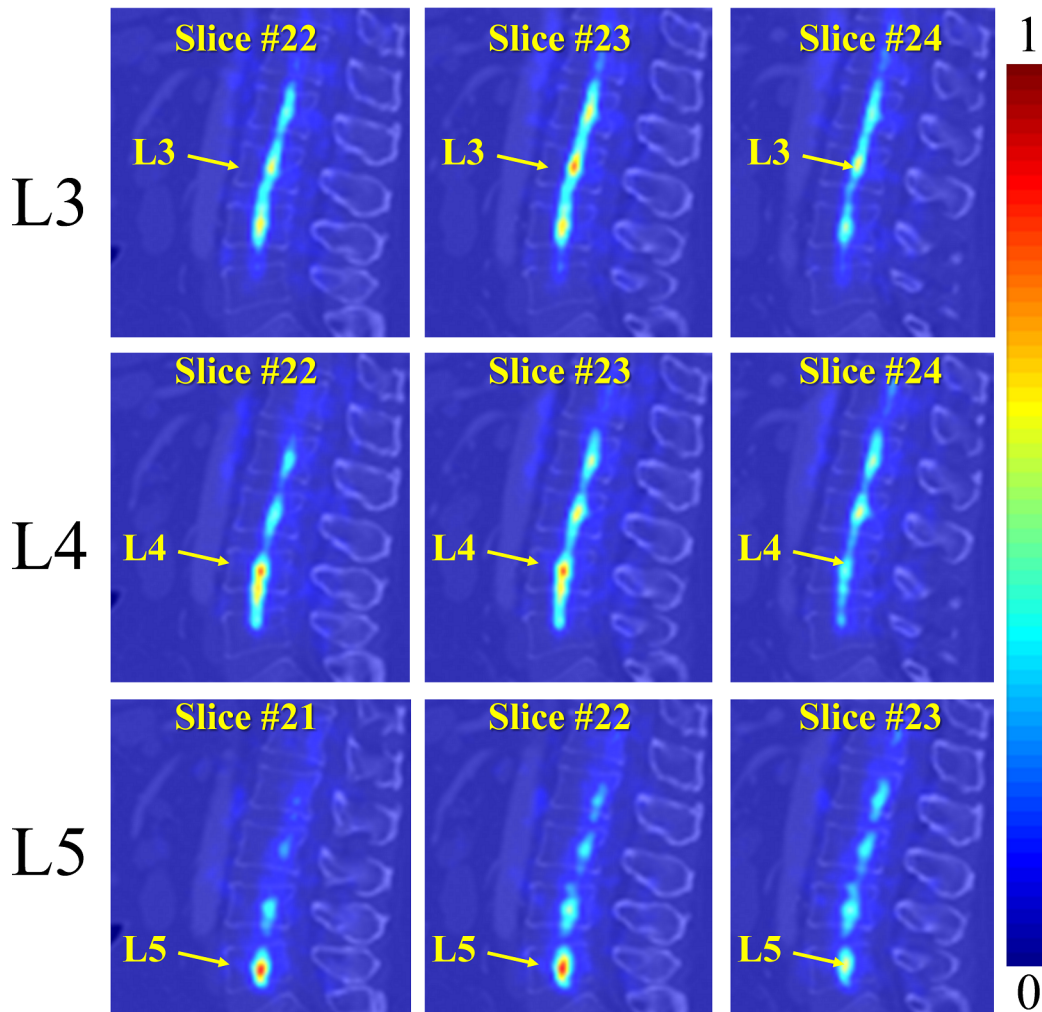 Slice #22 Slice #23 Slice #24 1
L3 L3 L3
L3
Slice #22 Slice #23 Slice #24
L4
L4 L4 L4
Slice #21 Slice #22 Slice #23
L5
L5 L5 L5
0